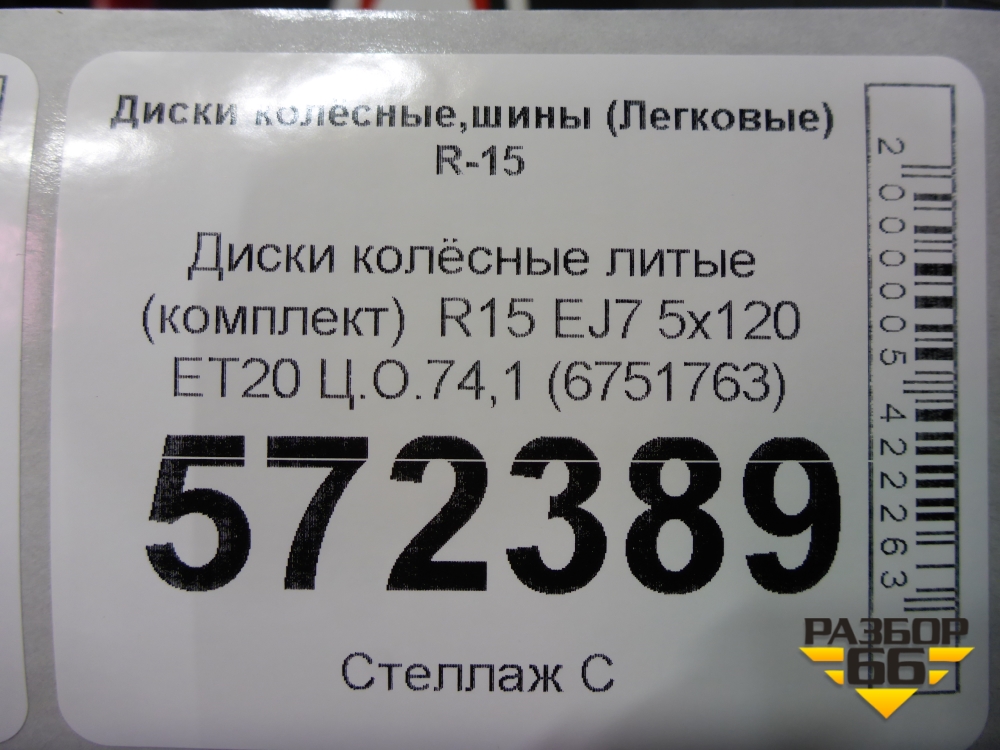 Диски колёсные,шины (Легковые)
R-15
Диски колёсные литые
(комплект) R15 EJ7 5x120
ET20 Ц.О.74,1 (6751763)
572389
Стеллаж С
2000005422263
РАЗБОР
66